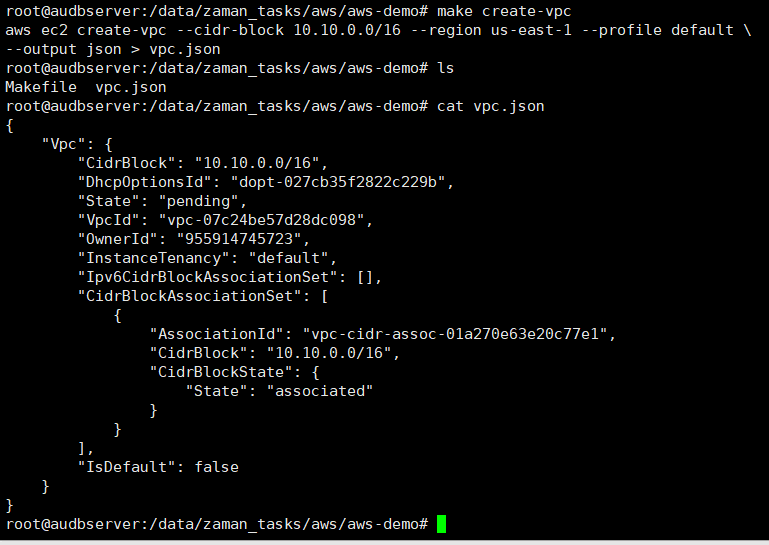 root@audbserver:/data/zaman_tasks/aws/aws-demo# make create-vpc
aws ec2 create-vpc --cidr-block 10.10.0.0/16 --region us-east-1 --profile default \
--output json > vpc.json
root@audbserver:/data/zaman_tasks/aws/aws-demo# ls
Makefile  vpc.json
root@audbserver:/data/zaman_tasks/aws/aws-demo# cat vpc.json
{
    "Vpc": {
        "CidrBlock": "10.10.0.0/16",
        "DhcpOptionsId": "dopt-027cb35f2822c229b",
        "State": "pending",
        "VpcId": "vpc-07c24be57d28dc098",
        "OwnerId": "955914745723",
        "InstanceTenancy": "default",
        "Ipv6CidrBlockAssociationSet": [],
        "CidrBlockAssociationSet": [
            {
                "AssociationId": "vpc-cidr-assoc-01a270e63e20c77e1",
                "CidrBlock": "10.10.0.0/16",
                "CidrBlockState": {
                    "State": "associated"
                }
            }
        ],
        "IsDefault": false
    }
}
root@audbserver:/data/zaman_tasks/aws/aws-demo#